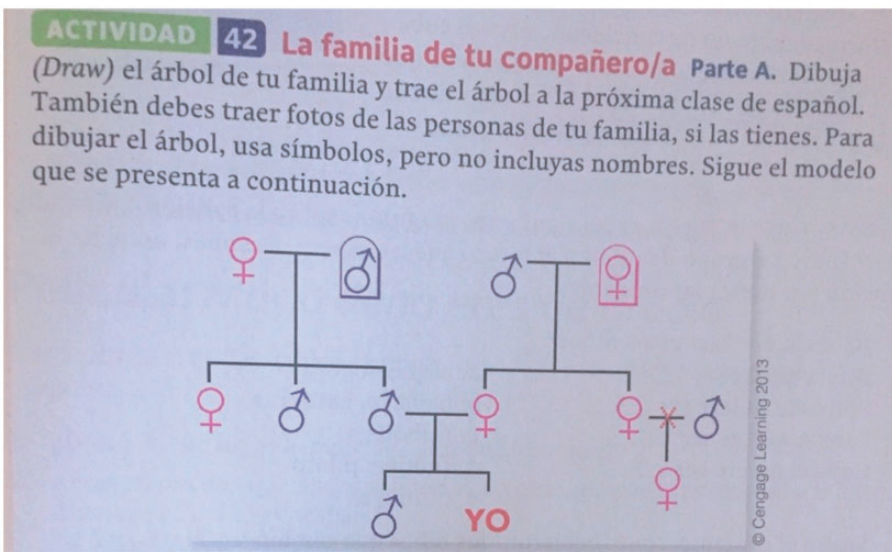 ACTIVIDAD 42 La familia de tu compañero/a Parte A. Dibuja
(Draw) el árbol de tu familia y trae el árbol a la próxima clase de español.
También debes traer fotos de las personas de tu familia, si las tienes. Para
dibujar el árbol, usa símbolos, pero no incluyas nombres. Sigue el modelo
que se presenta a continuación.
YO
© Cengage Learning 2013